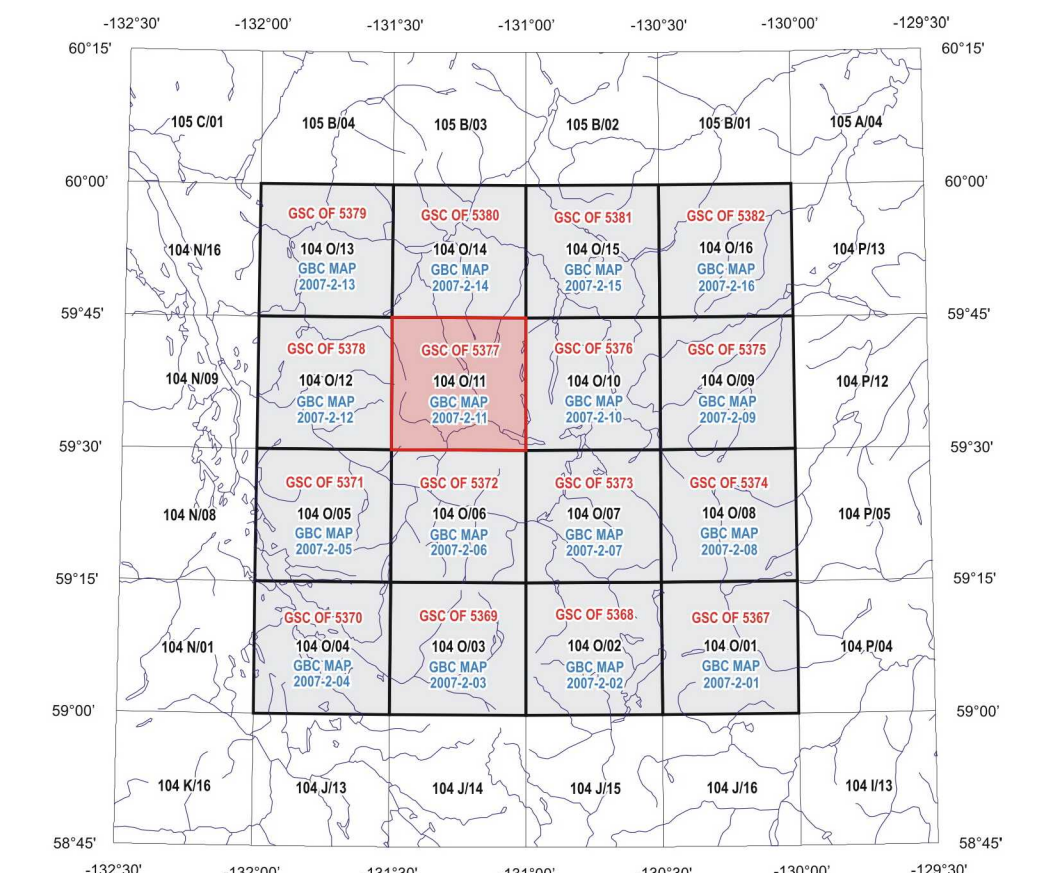 -132°30' -132°00' -131°30' -131°00' -130°30' -130°00' -129°30'
60°15' 60°15'
105 C/01 105 B/04 105 B/03 105 B/02 105 B/01 105 A/04
60°00' 60°00'
GSC OF 5379 GSC OF 5380 GSC OF 5381 GSC OF 5382
104 N/16 104 O/13 104 O/14 104 O/15 104 O/16 104 P/13
GBC MAP GBC MAP GBC MAP GBC MAP
2007-2-13 2007-2-14 2007-2-15 2007-2-16
59°45' 59°45'
GSC OF 5378 GSC OF 5377 GSC OF 5376 GSC OF 5375
104 N/09 104 O/12 104 O/11 104 O/10 104 O/09 104 P/12
GBC MAP GBC MAP GBC MAP GBC MAP
2007-2-12 2007-2-11 2007-2-10 2007-2-09
59°30' 59°30'
GSC OF 5371 GSC OF 5372 GSC OF 5373 GSC OF 5374
104 N/08 104 O/05 104 O/06 104 O/07 104 O/08 104 P/05
GBC MAP GBC MAP GBC MAP GBC MAP
2007-2-05 2007-2-06 2007-2-07 2007-2-08
59°15' 59°15'
GSC OF 5370 GSC OF 5369 GSC OF 5368 GSC OF 5367
104 N/01 104 O/04 104 O/03 104 O/02 104 O/01 104 P/04
GBC MAP GBC MAP GBC MAP GBC MAP
2007-2-04 2007-2-03 2007-2-02 2007-2-01
59°00' 59°00'
104 K/16 104 J/13 104 J/14 104 J/15 104 J/16 104 I/13
58°45' 58°45'
-132°30' -132°00' -131°30' -131°00' -130°30' -130°00' -129°30'